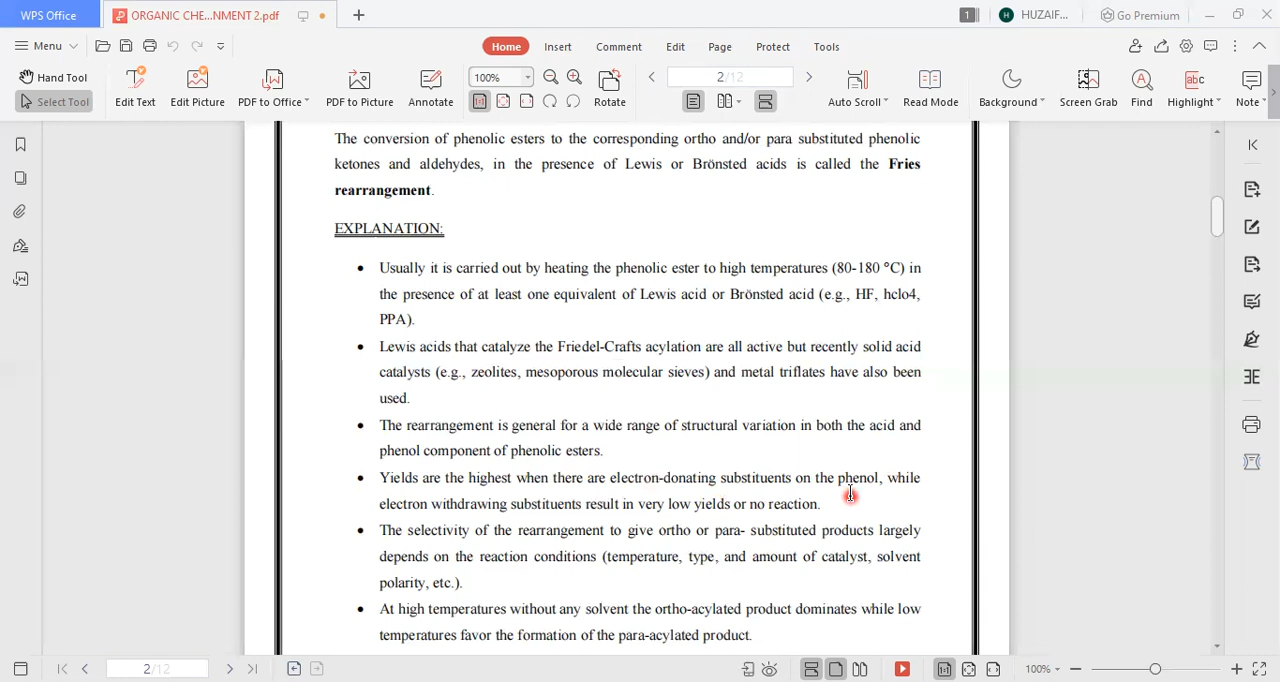 WPS Office
ORGANIC CHE...NMENT 2.pdf
1
H
HUZAIF...
Go Premium
Menu
Home
Insert
Comment
Edit
Page
Protect
Tools
Hand Tool
Select Tool
Edit Text
Edit Picture
PDF to Office
PDF to Picture
Annotate
100%
Rotate
2/12
Auto Scroll
Read Mode
Background
Screen Grab
Find
Highlight
Note
The conversion of phenolic esters to the corresponding ortho and/or para substituted phenolic
ketones and aldehydes, in the presence of Lewis or Brönsted acids is called the Fries
rearrangement.
EXPLANATION:
• Usually it is carried out by heating the phenolic ester to high temperatures (80-180 °C) in
the presence of at least one equivalent of Lewis acid or Brönsted acid (e.g., HF, hclo4,
PPA).
• Lewis acids that catalyze the Friedel-Crafts acylation are all active but recently solid acid
catalysts (e.g., zeolites, mesoporous molecular sieves) and metal triflates have also been
used.
• The rearrangement is general for a wide range of structural variation in both the acid and
phenol component of phenolic esters.
• Yields are the highest when there are electron-donating substituents on the phenol, while
electron withdrawing substituents result in very low yields or no reaction.
• The selectivity of the rearrangement to give ortho or para- substituted products largely
depends on the reaction conditions (temperature, type, and amount of catalyst, solvent
polarity, etc.).
• At high temperatures without any solvent the ortho-acylated product dominates while low
temperatures favor the formation of the para-acylated product.
2/12
100%